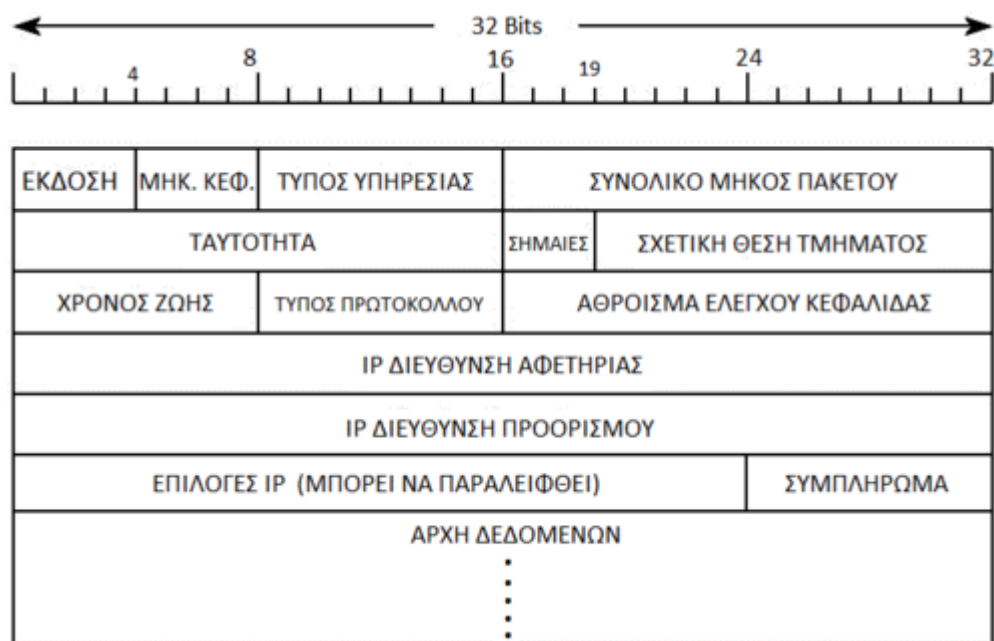 32 Bits
4 8 16 19 24 32
ΕΚΔΟΣΗ ΜΗΚ. ΚΕΦ. ΤΥΠΟΣ ΥΠΗΡΕΣΙΑΣ ΣΥΝΟΛΙΚΟ ΜΗΚΟΣ ΠΑΚΕΤΟΥ
ΤΑΥΤΟΤΗΤΑ ΣΗΜΑΙΕΣ ΣΧΕΤΙΚΗ ΘΕΣΗ ΤΜΗΜΑΤΟΣ
ΧΡΟΝΟΣ ΖΩΗΣ ΤΥΠΟΣ ΠΡΩΤΟΚΟΛΛΟΥ ΑΘΡΟΙΣΜΑ ΕΛΕΓΧΟΥ ΚΕΦΑΛΙΔΑΣ
IP ΔΙΕΥΘΥΝΣΗ ΑΦΕΤΗΡΙΑΣ
IP ΔΙΕΥΘΥΝΣΗ ΠΡΟΟΡΙΣΜΟΥ
ΕΠΙΛΟΓΕΣ IP (ΜΠΟΡΕΙ ΝΑ ΠΑΡΑΛΕΙΦΘΕΙ) ΣΥΜΠΛΗΡΩΜΑ
ΑΡΧΗ ΔΕΔΟΜΕΝΩΝ